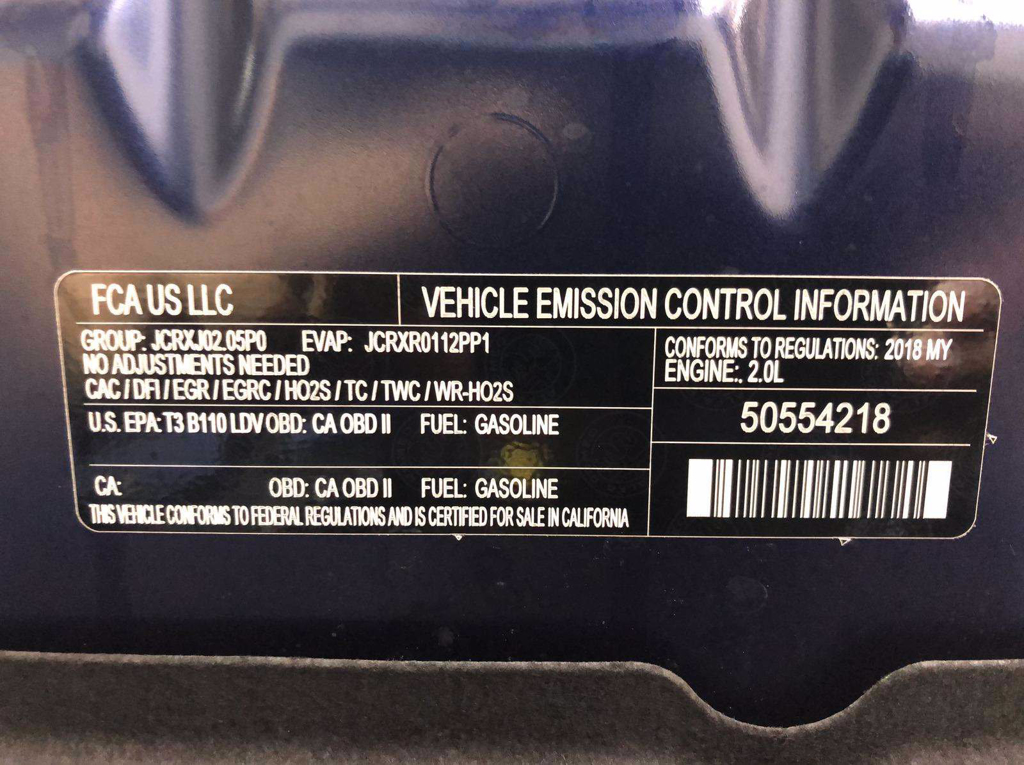 FCA US LLC
VEHICLE EMISSION CONTROL INFORMATION
GROUP: JCRXJ02.05P0 EVAP: JCRXR0112PP1
NO ADJUSTMENTS NEEDED
CAC / DFI / EGR / EGRC / HO2S / TC / TWC / WR-HO2S
U.S. EPA: T3 B110 LDV OBD: CA OBD II FUEL: GASOLINE
CA: OBD: CA OBD II FUEL: GASOLINE
THIS VEHICLE CONFORMS TO FEDERAL REGULATIONS AND IS CERTIFIED FOR SALE IN CALIFORNIA
CONFORMS TO REGULATIONS: 2018 MY
ENGINE:. 2.0L
50554218